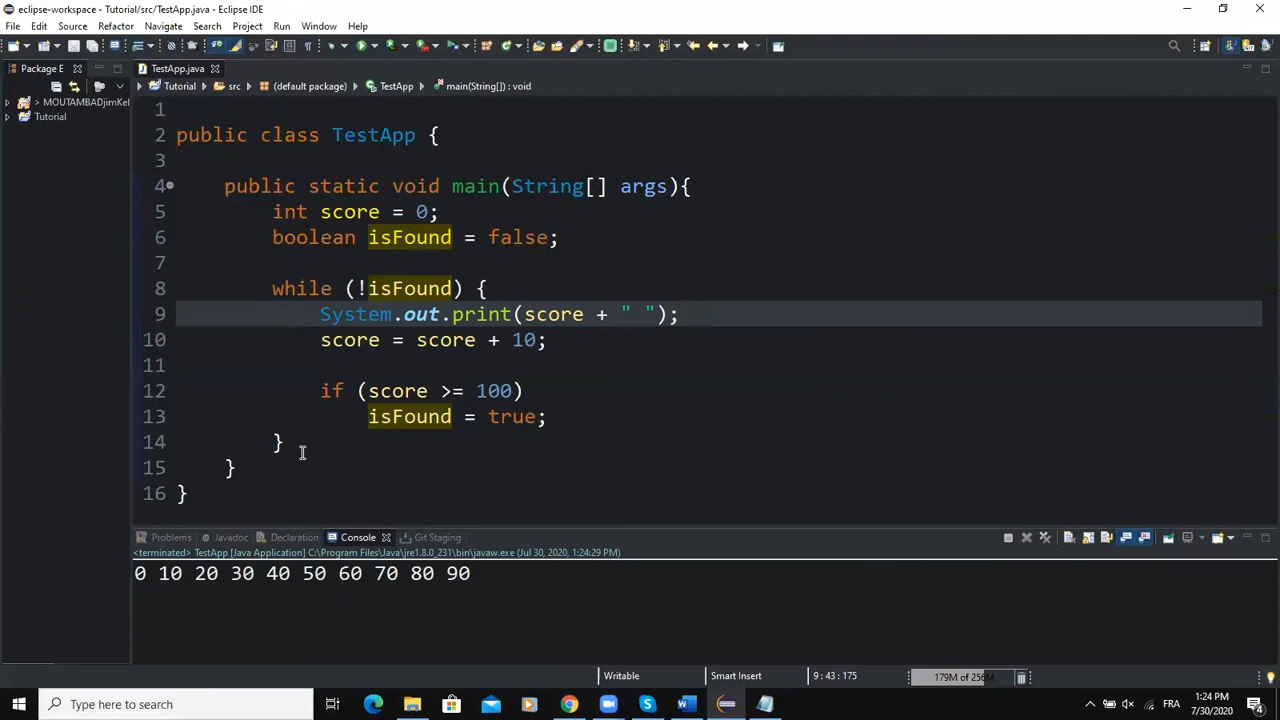 eclipse-workspace - Tutorial/src/TestApp.java - Eclipse IDE
File Edit Source Refactor Navigate Search Project Run Window Help
Package E TestApp.java
Tutorial src (default package) TestApp main(String[]) : void
> MOUTAMBADjimKel
Tutorial
1
2 public class TestApp {
3
4 public static void main(String[] args){
5 int score = 0;
6 boolean isFound = false;
7
8 while (!isFound) {
9 System.out.print(score + " ");
10 score = score + 10;
11
12 if (score >= 100)
13 isFound = true;
14 }
15 }
16 }
Problems Javadoc Declaration Console Git Staging
<terminated> TestApp [Java Application] C:\Program Files\Java\jre1.8.0_231\bin\javaw.exe (Jul 30, 2020, 1:24:29 PM)
0 10 20 30 40 50 60 70 80 90
Writable Smart Insert 9 : 43 : 175 179M of 256M
Type here to search
FRA
1:24 PM
7/30/2020
4